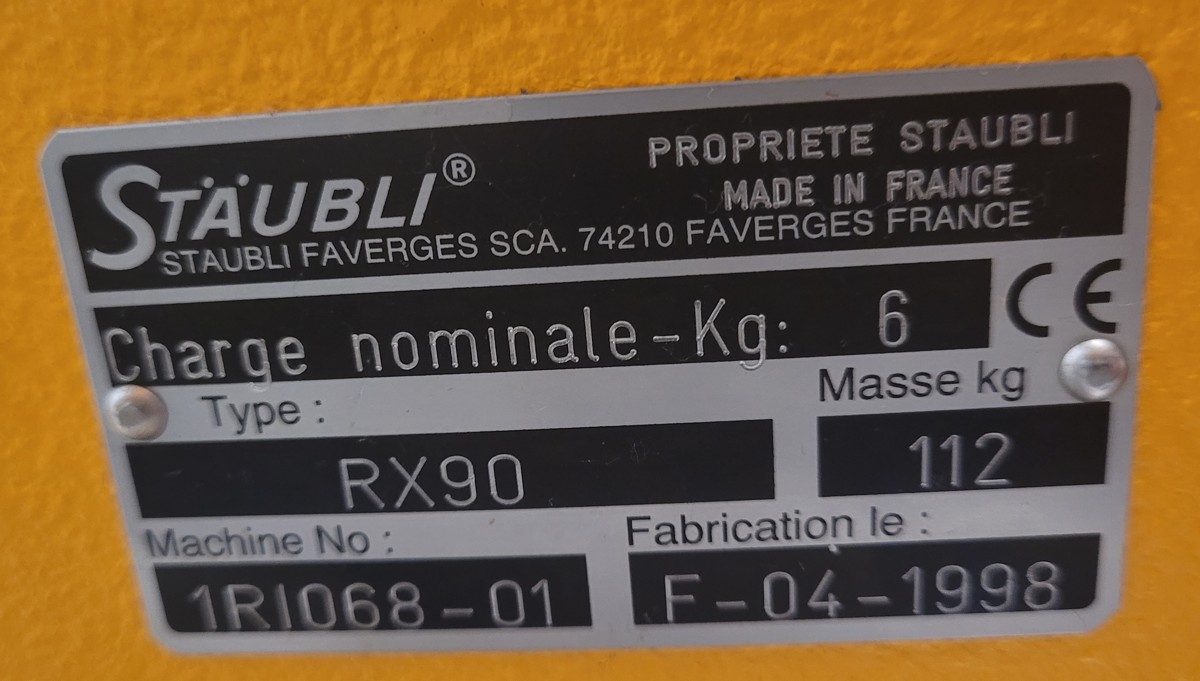 STÄUBLI®
PROPRIETE STAUBLI
MADE IN FRANCE
STAUBLI FAVERGES SCA. 74210 FAVERGES FRANCE
Charge nominale-Kg: 6 CE
Type : Masse kg
RX90 112
Machine No : Fabrication le :
1RI068-01 F-04-1998